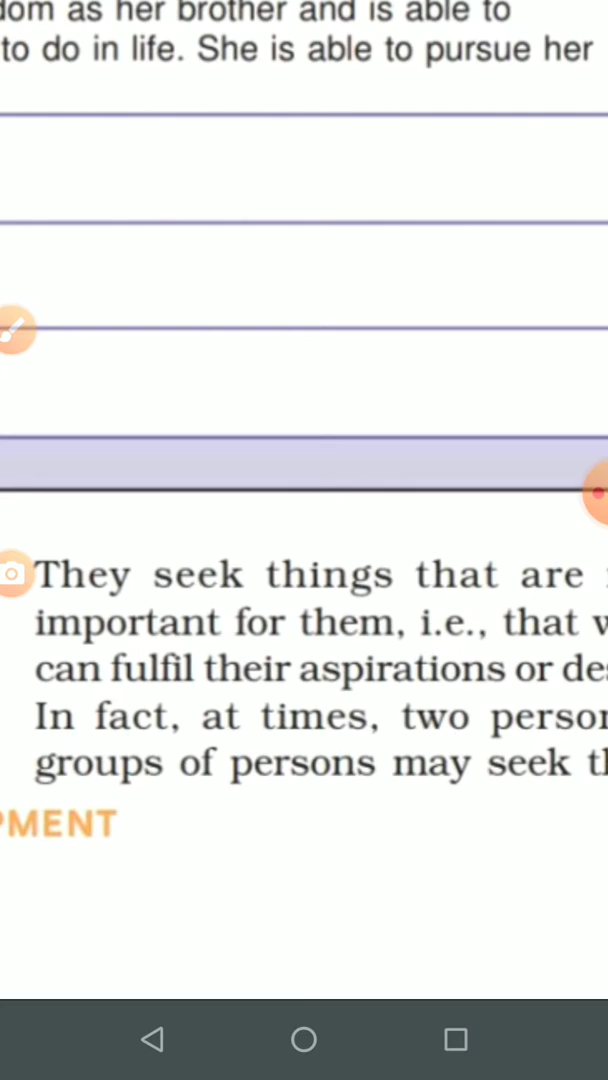 dom as her brother and is able to
to do in life. She is able to pursue her
They seek things that are
important for them, i.e., that
can fulfil their aspirations or
In fact, at times, two
groups of persons may seek
PMENT